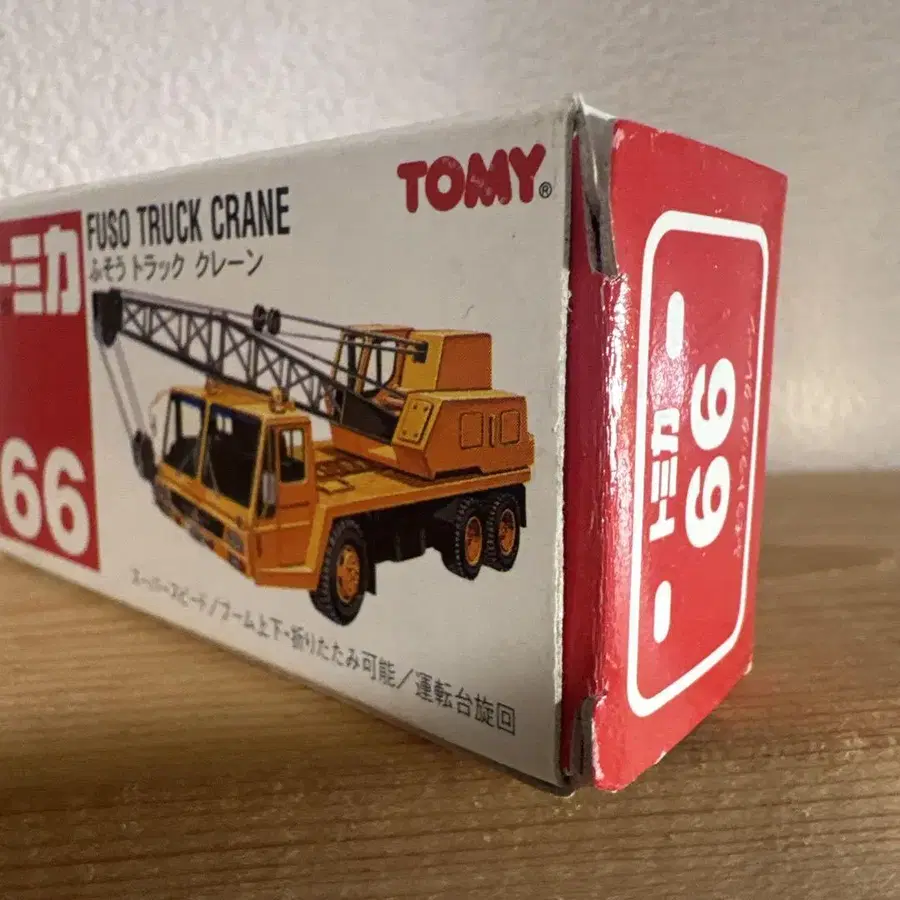 TOMY®
FUSO TRUCK CRANE
ふそう トラック クレーン
トミカ
66
スーパースピード/ブーム上下・折りたたみ可能/運転台旋回
トミカ
66